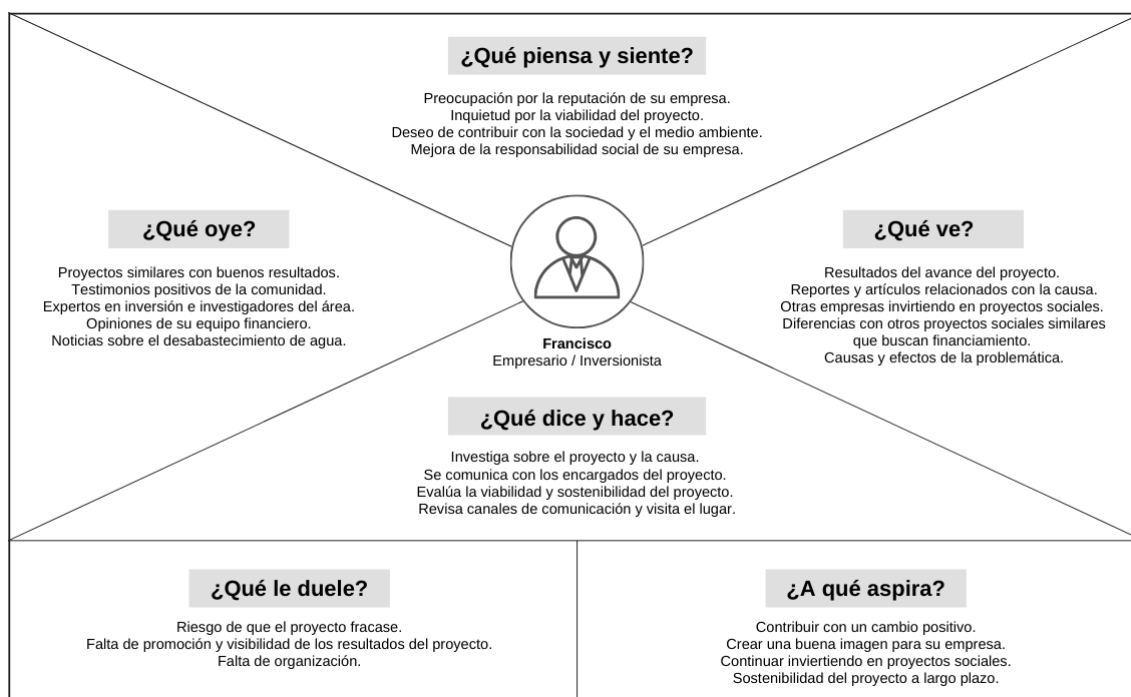 ¿Qué piensa y siente?
Preocupación por la reputación de su empresa.
Inquietud por la viabilidad del proyecto.
Deseo de contribuir con la sociedad y el medio ambiente.
Mejora de la responsabilidad social de su empresa.
¿Qué oye?
Proyectos similares con buenos resultados.
Testimonios positivos de la comunidad.
Expertos en inversión e investigadores del área.
Opiniones de su equipo financiero.
Noticias sobre el desabastecimiento de agua.
Francisco
Empresario / Inversionista
¿Qué ve?
Resultados del avance del proyecto.
Reportes y artículos relacionados con la causa.
Otras empresas invirtiendo en proyectos sociales.
Diferencias con otros proyectos sociales similares
que buscan financiamiento.
Causas y efectos de la problemática.
¿Qué dice y hace?
Investiga sobre el proyecto y la causa.
Se comunica con los encargados del proyecto.
Evalúa la viabilidad y sostenibilidad del proyecto.
Revisa canales de comunicación y visita el lugar.
¿Qué le duele?
Riesgo de que el proyecto fracase.
Falta de promoción y visibilidad de los resultados del proyecto.
Falta de organización.
¿A qué aspira?
Contribuir con un cambio positivo.
Crear una buena imagen para su empresa.
Continuar inviertiendo en proyectos sociales.
Sostenibilidad del proyecto a largo plazo.